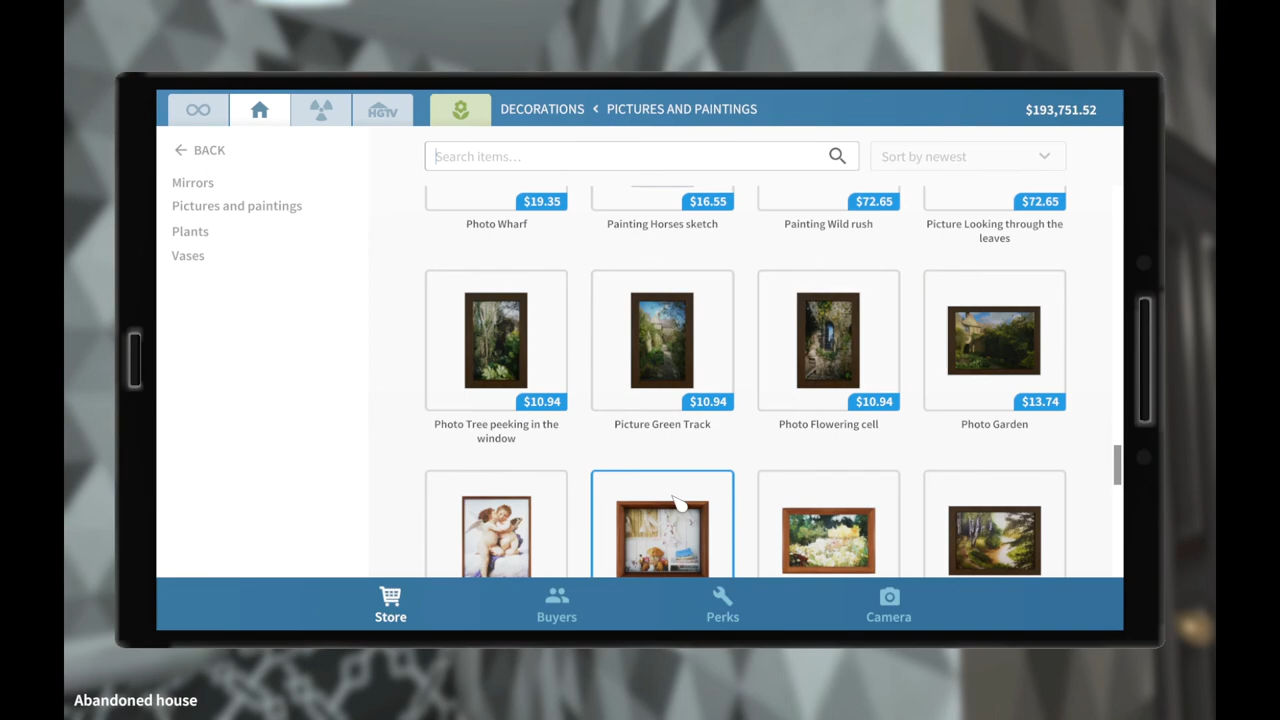 HGTV
DECORATIONS < PICTURES AND PAINTINGS
$193,751.52
← BACK
Mirrors
Pictures and paintings
Plants
Vases
Search items...
Sort by newest
$19.35
$16.55
$72.65
$72.65
Photo Wharf
Painting Horses sketch
Painting Wild rush
Picture Looking through the
leaves
$10.94
$10.94
$10.94
$13.74
Photo Tree peeking in the
window
Picture Green Track
Photo Flowering cell
Photo Garden
Store
Buyers
Perks
Camera
Abandoned house